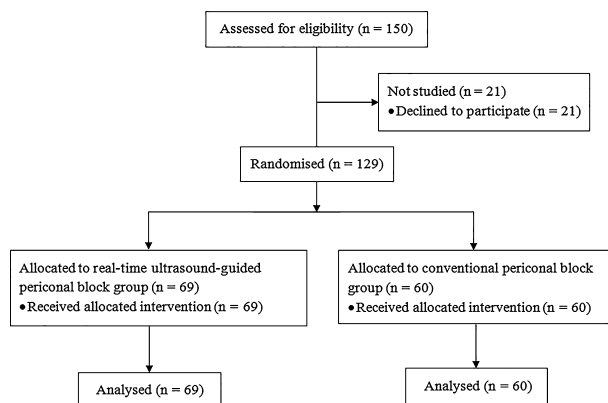 Assessed for eligibility (n = 150)
Not studied (n = 21)
●Declined to participate (n = 21)
Randomised (n = 129)
Allocated to real-time ultrasound-guided
periconal block group (n = 69)
●Received allocated intervention (n = 69)
Allocated to conventional periconal block
group (n = 60)
●Received allocated intervention (n = 60)
Analysed (n = 69)
Analysed (n = 60)